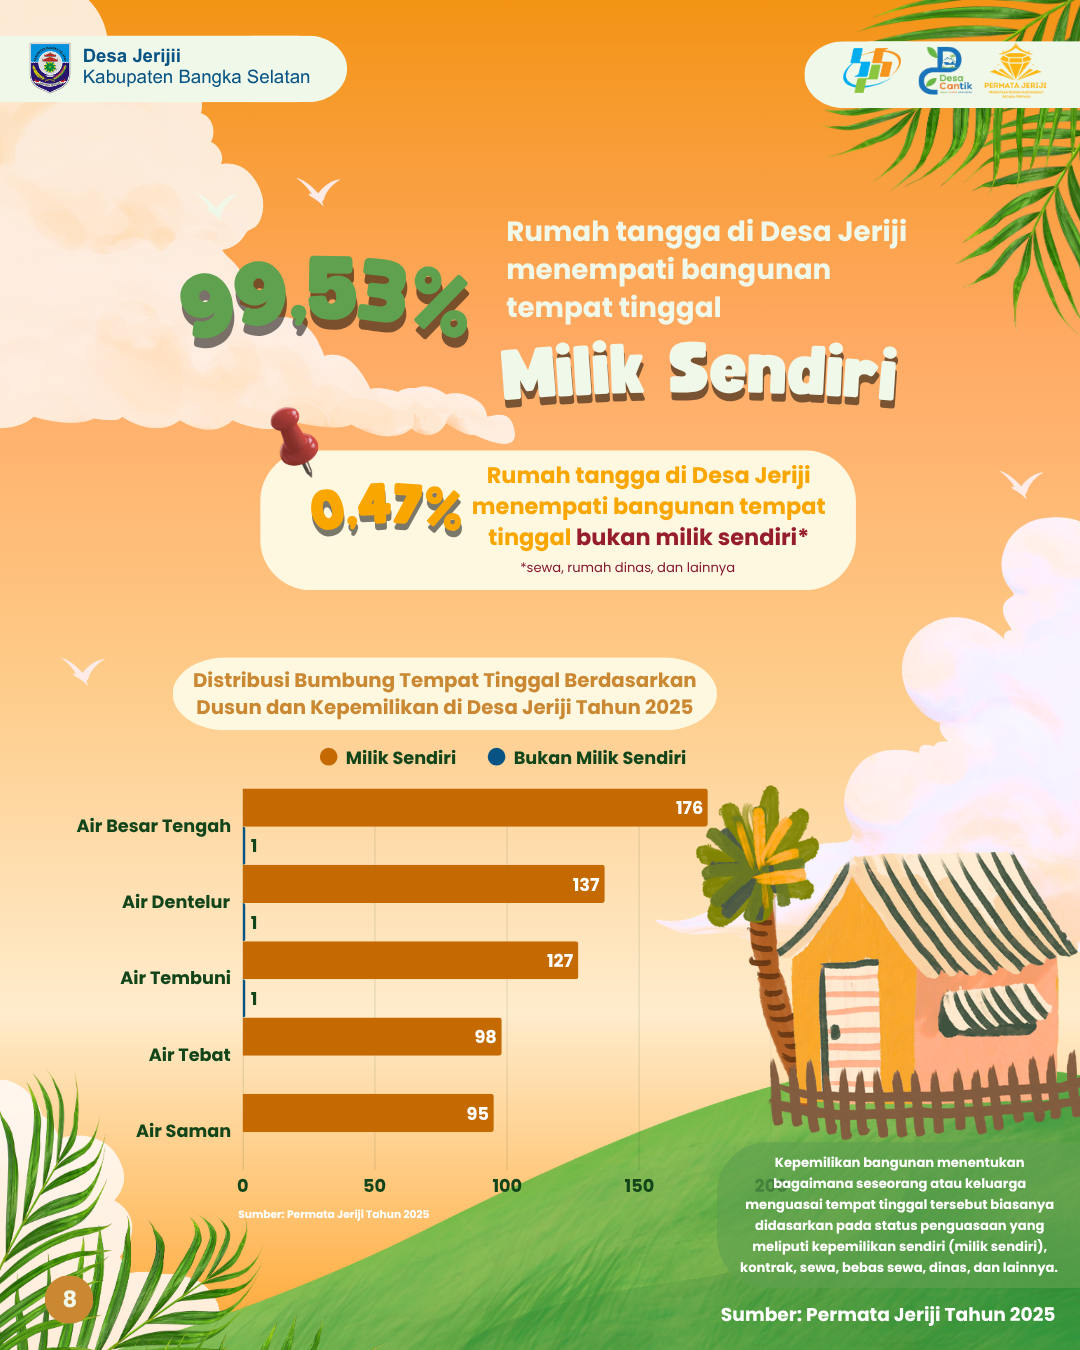 Desa Jerijii
Kabupaten Bangka Selatan
Desa
Cantik
PERMATA JERIJI
99,53%
Rumah tangga di Desa Jeriji
menempati bangunan
tempat tinggal
Milik Sendiri
0,47%
Rumah tangga di Desa Jeriji
menempati bangunan tempat
tinggal bukan milik sendiri*
*sewa, rumah dinas, dan lainnya
Distribusi Bumbung Tempat Tinggal Berdasarkan
Dusun dan Kepemilikan di Desa Jeriji Tahun 2025
Milik Sendiri Bukan Milik Sendiri
176
Air Besar Tengah
1
137
Air Dentelur
1
127
Air Tembuni
1
98
Air Tebat
95
Air Saman
0 50 100 150 200
Sumber: Permata Jeriji Tahun 2025
Kepemilikan bangunan menentukan
bagaimana seseorang atau keluarga
menguasai tempat tinggal tersebut biasanya
didasarkan pada status penguasaan yang
meliputi kepemilikan sendiri (milik sendiri),
kontrak, sewa, bebas sewa, dinas, dan lainnya.
8
Sumber: Permata Jeriji Tahun 2025